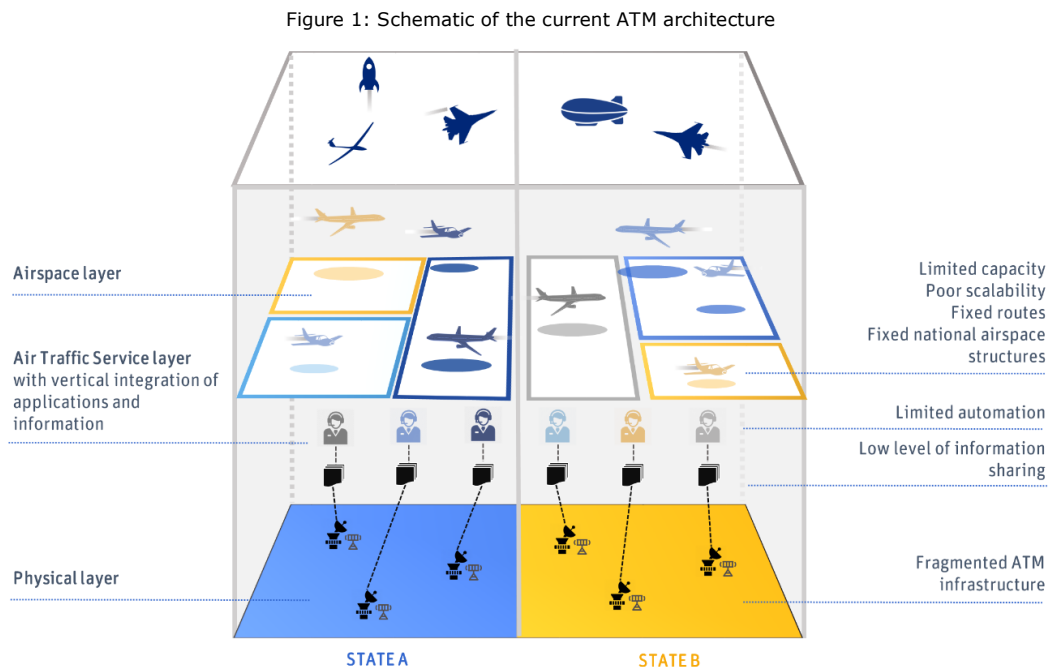 Figure 1: Schematic of the current ATM architecture
Airspace layer
Air Traffic Service layer
with vertical integration of
applications and
information
Physical layer
Limited capacity
Poor scalability
Fixed routes
Fixed national airspace
structures
Limited automation
Low level of information
sharing
Fragmented ATM
infrastructure
STATE A
STATE B